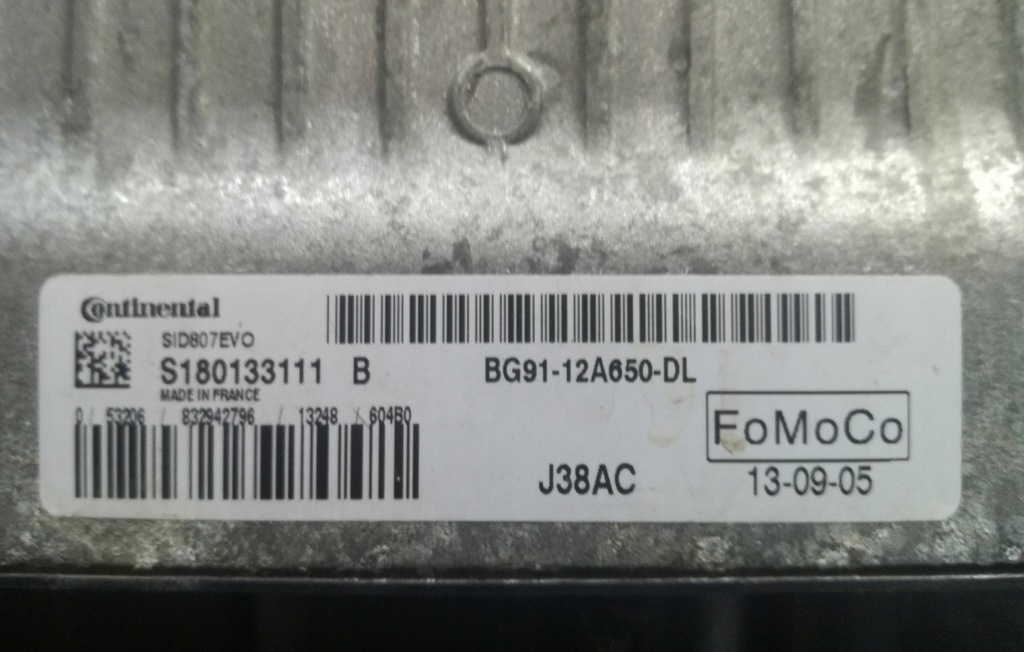 Continental
SID807EVO
S180133111 B BG91-12A650-DL
MADE IN FRANCE
0 / 53206 / 832942796 / 13248 / 604B0
FoMoCo
J38AC 13-09-05